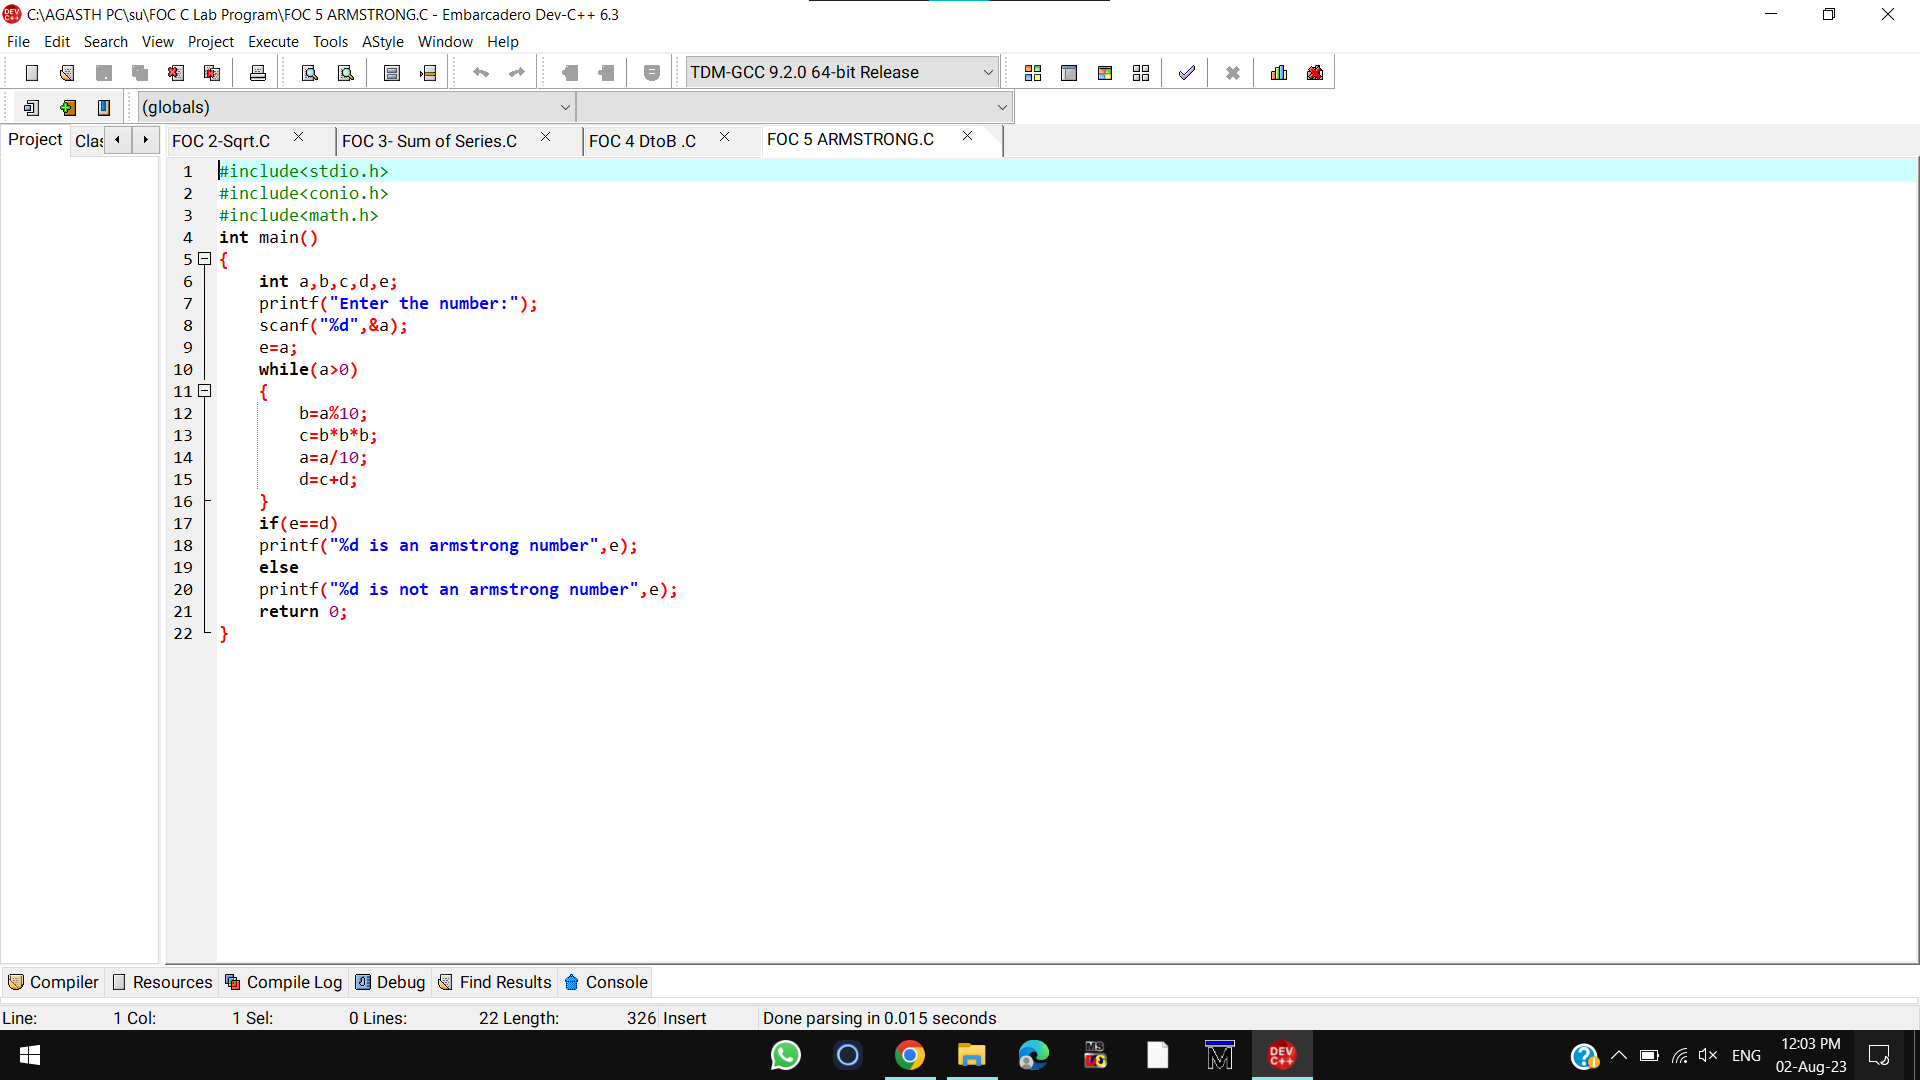 C:\AGASTH PC\su\FOC C Lab Program\FOC 5 ARMSTRONG.C - Embarcadero Dev-C++ 6.3
File Edit Search View Project Execute Tools AStyle Window Help
TDM-GCC 9.2.0 64-bit Release
(globals)
Project Clas FOC 2-Sqrt.C FOC 3- Sum of Series.C FOC 4 DtoB .C FOC 5 ARMSTRONG.C
1 #include<stdio.h>
2 #include<conio.h>
3 #include<math.h>
4 int main()
5 {
6 int a,b,c,d,e;
7 printf("Enter the number:");
8 scanf("%d",&a);
9 e=a;
10 while(a>0)
11 {
12 b=a%10;
13 c=b*b*b;
14 a=a/10;
15 d=c+d;
16 }
17 if(e==d)
18 printf("%d is an armstrong number",e);
19 else
20 printf("%d is not an armstrong number",e);
21 return 0;
22 }
Compiler Resources Compile Log Debug Find Results Console
Line: 1 Col: 1 Sel: 0 Lines: 22 Length: 326 Insert Done parsing in 0.015 seconds
DEV C++
ENG
12:03 PM
02-Aug-23